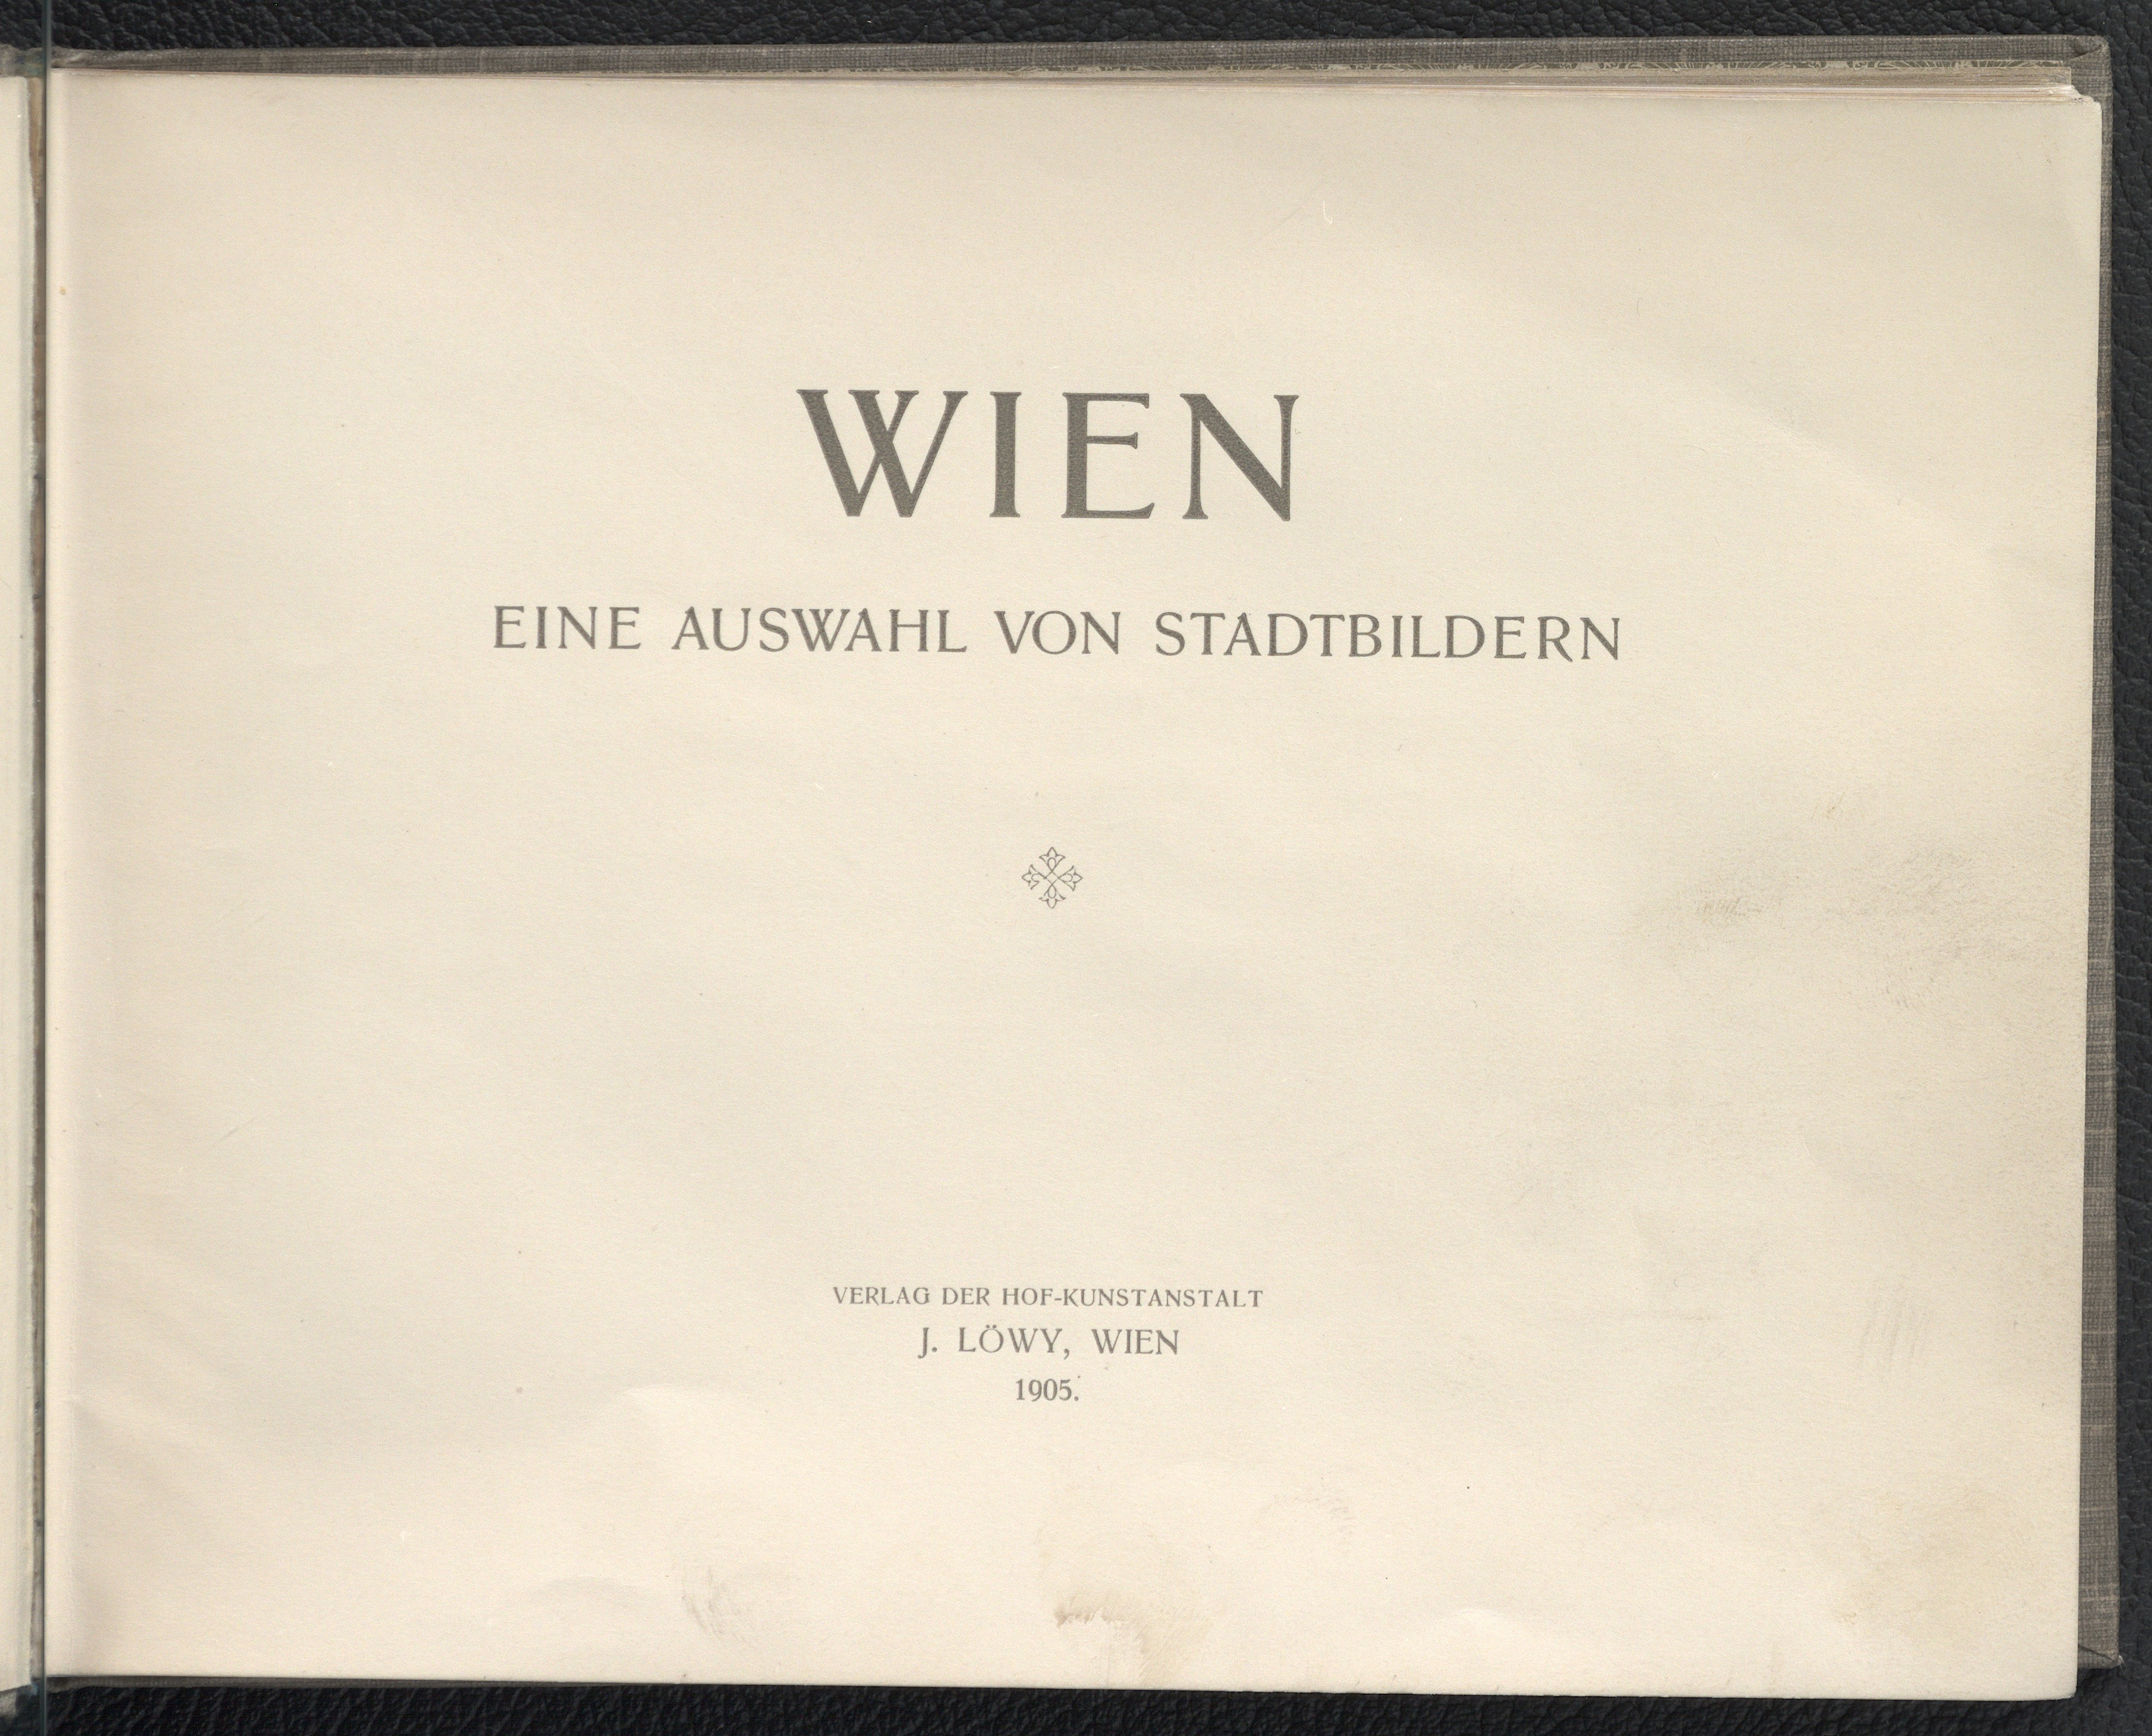 WIEN
EINE AUSWAHL VON STADTBILDERN
VERLAG DER HOF-KUNSTANSTALT
J. LÖWY, WIEN
1905.